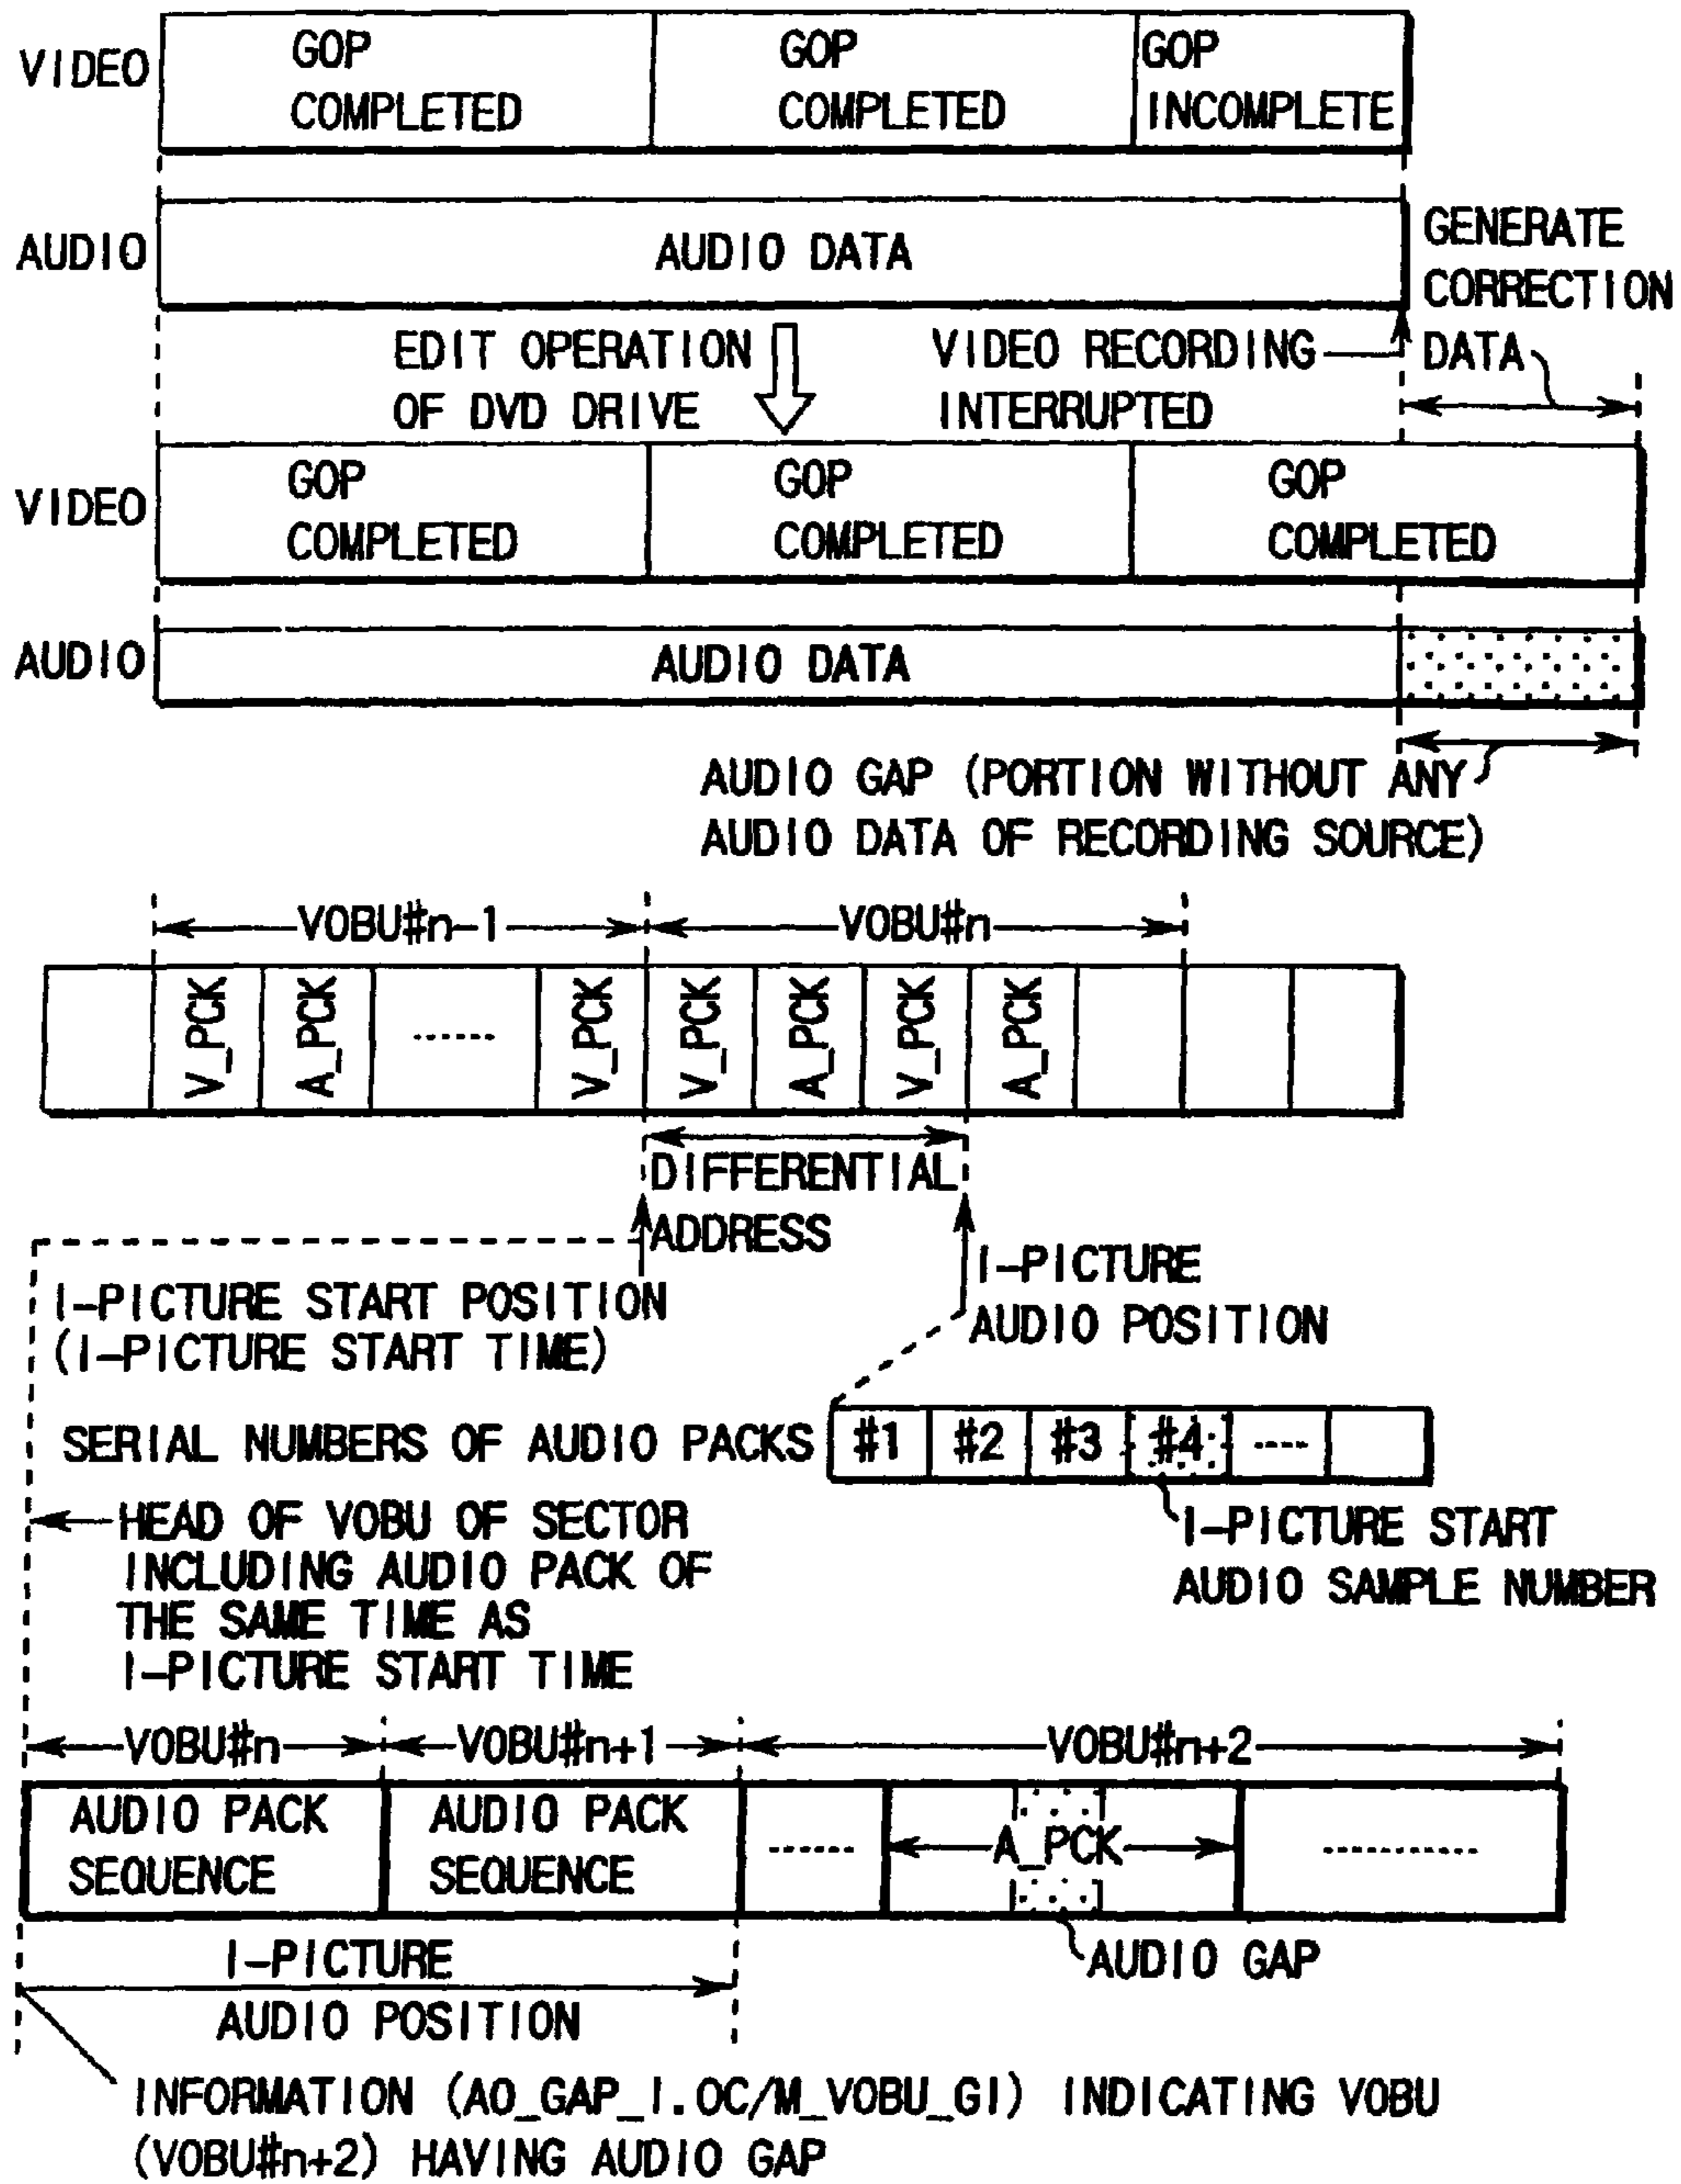 VIDEO
GOP
COMPLETED
GOP
COMPLETED
GOP
INCOMPLETE
AUDIO
AUDIO DATA
GENERATE
CORRECTION
DATA
EDIT OPERATION
OF DVD DRIVE
VIDEO RECORDING
INTERRUPTED
VIDEO
GOP
COMPLETED
GOP
COMPLETED
GOP
COMPLETED
AUDIO
AUDIO DATA
AUDIO GAP (PORTION WITHOUT ANY
AUDIO DATA OF RECORDING SOURCE)
VOBU#n-1
VOBU#n
V_PCK
A_PCK
------
V_PCK
V_PCK
A_PCK
V_PCK
A_PCK
DIFFERENTIAL
ADDRESS
I-PICTURE START POSITION
(I-PICTURE START TIME)
I-PICTURE
AUDIO POSITION
SERIAL NUMBERS OF AUDIO PACKS
#1
#2
#3
#4
----
I-PICTURE START
AUDIO SAMPLE NUMBER
HEAD OF VOBU OF SECTOR
INCLUDING AUDIO PACK OF
THE SAME TIME AS
I-PICTURE START TIME
VOBU#n
VOBU#n+1
VOBU#n+2
AUDIO PACK
SEQUENCE
AUDIO PACK
SEQUENCE
------
A_PCK
----------
AUDIO GAP
I-PICTURE
AUDIO POSITION
INFORMATION (AO_GAP_I.OC/M_VOBU_GI) INDICATING VOBU
(VOBU#n+2) HAVING AUDIO GAP